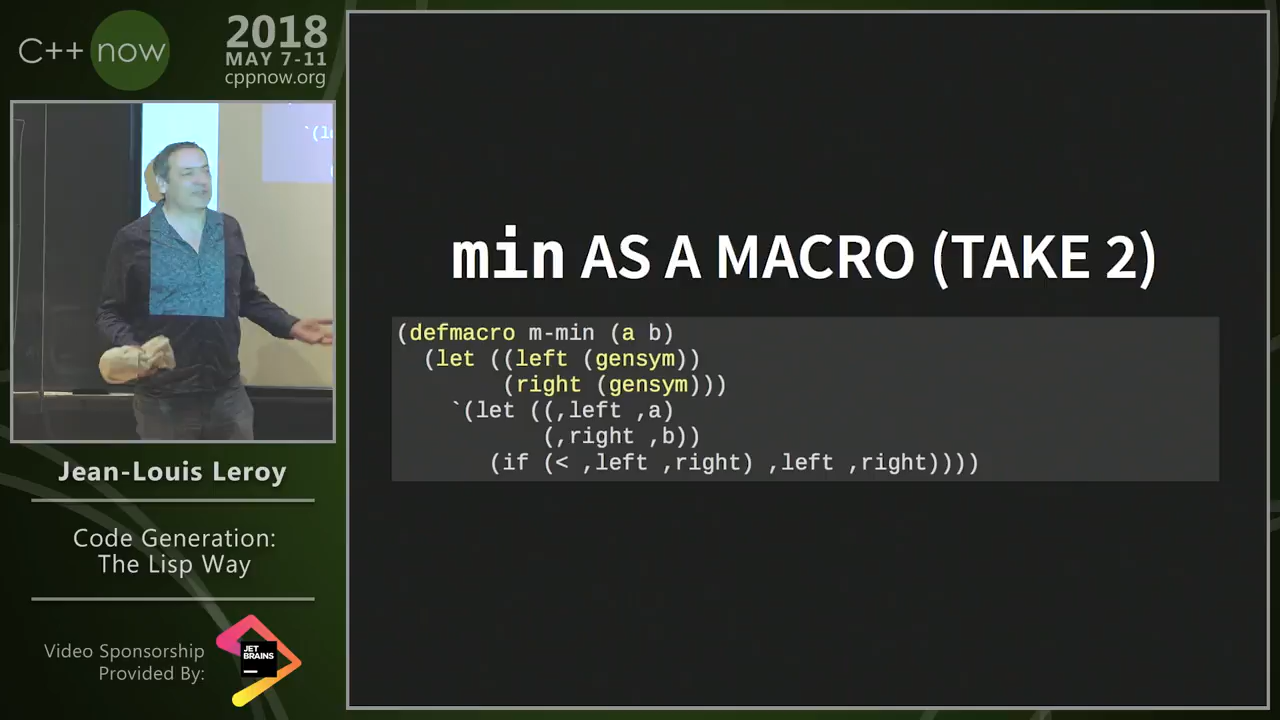 C++ now
2018
MAY 7-11
cppnow.org
`(l
Jean-Louis Leroy
Code Generation:
The Lisp Way
Video Sponsorship
Provided By:
JET
BRAINS
min AS A MACRO (TAKE 2)
(defmacro m-min (a b)
(let ((left (gensym))
(right (gensym)))
`(let ((,left ,a)
(,right ,b))
(if (< ,left ,right) ,left ,right))))